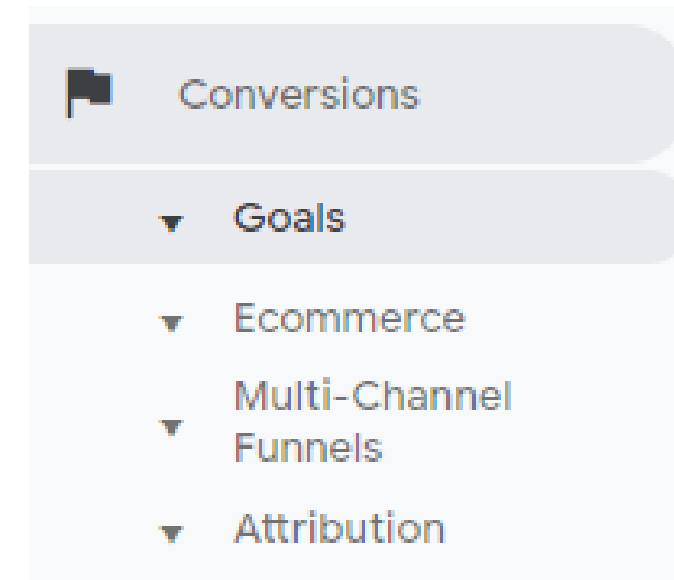 Conversions
Goals
Ecommerce
Multi-Channel
Funnels
Attribution